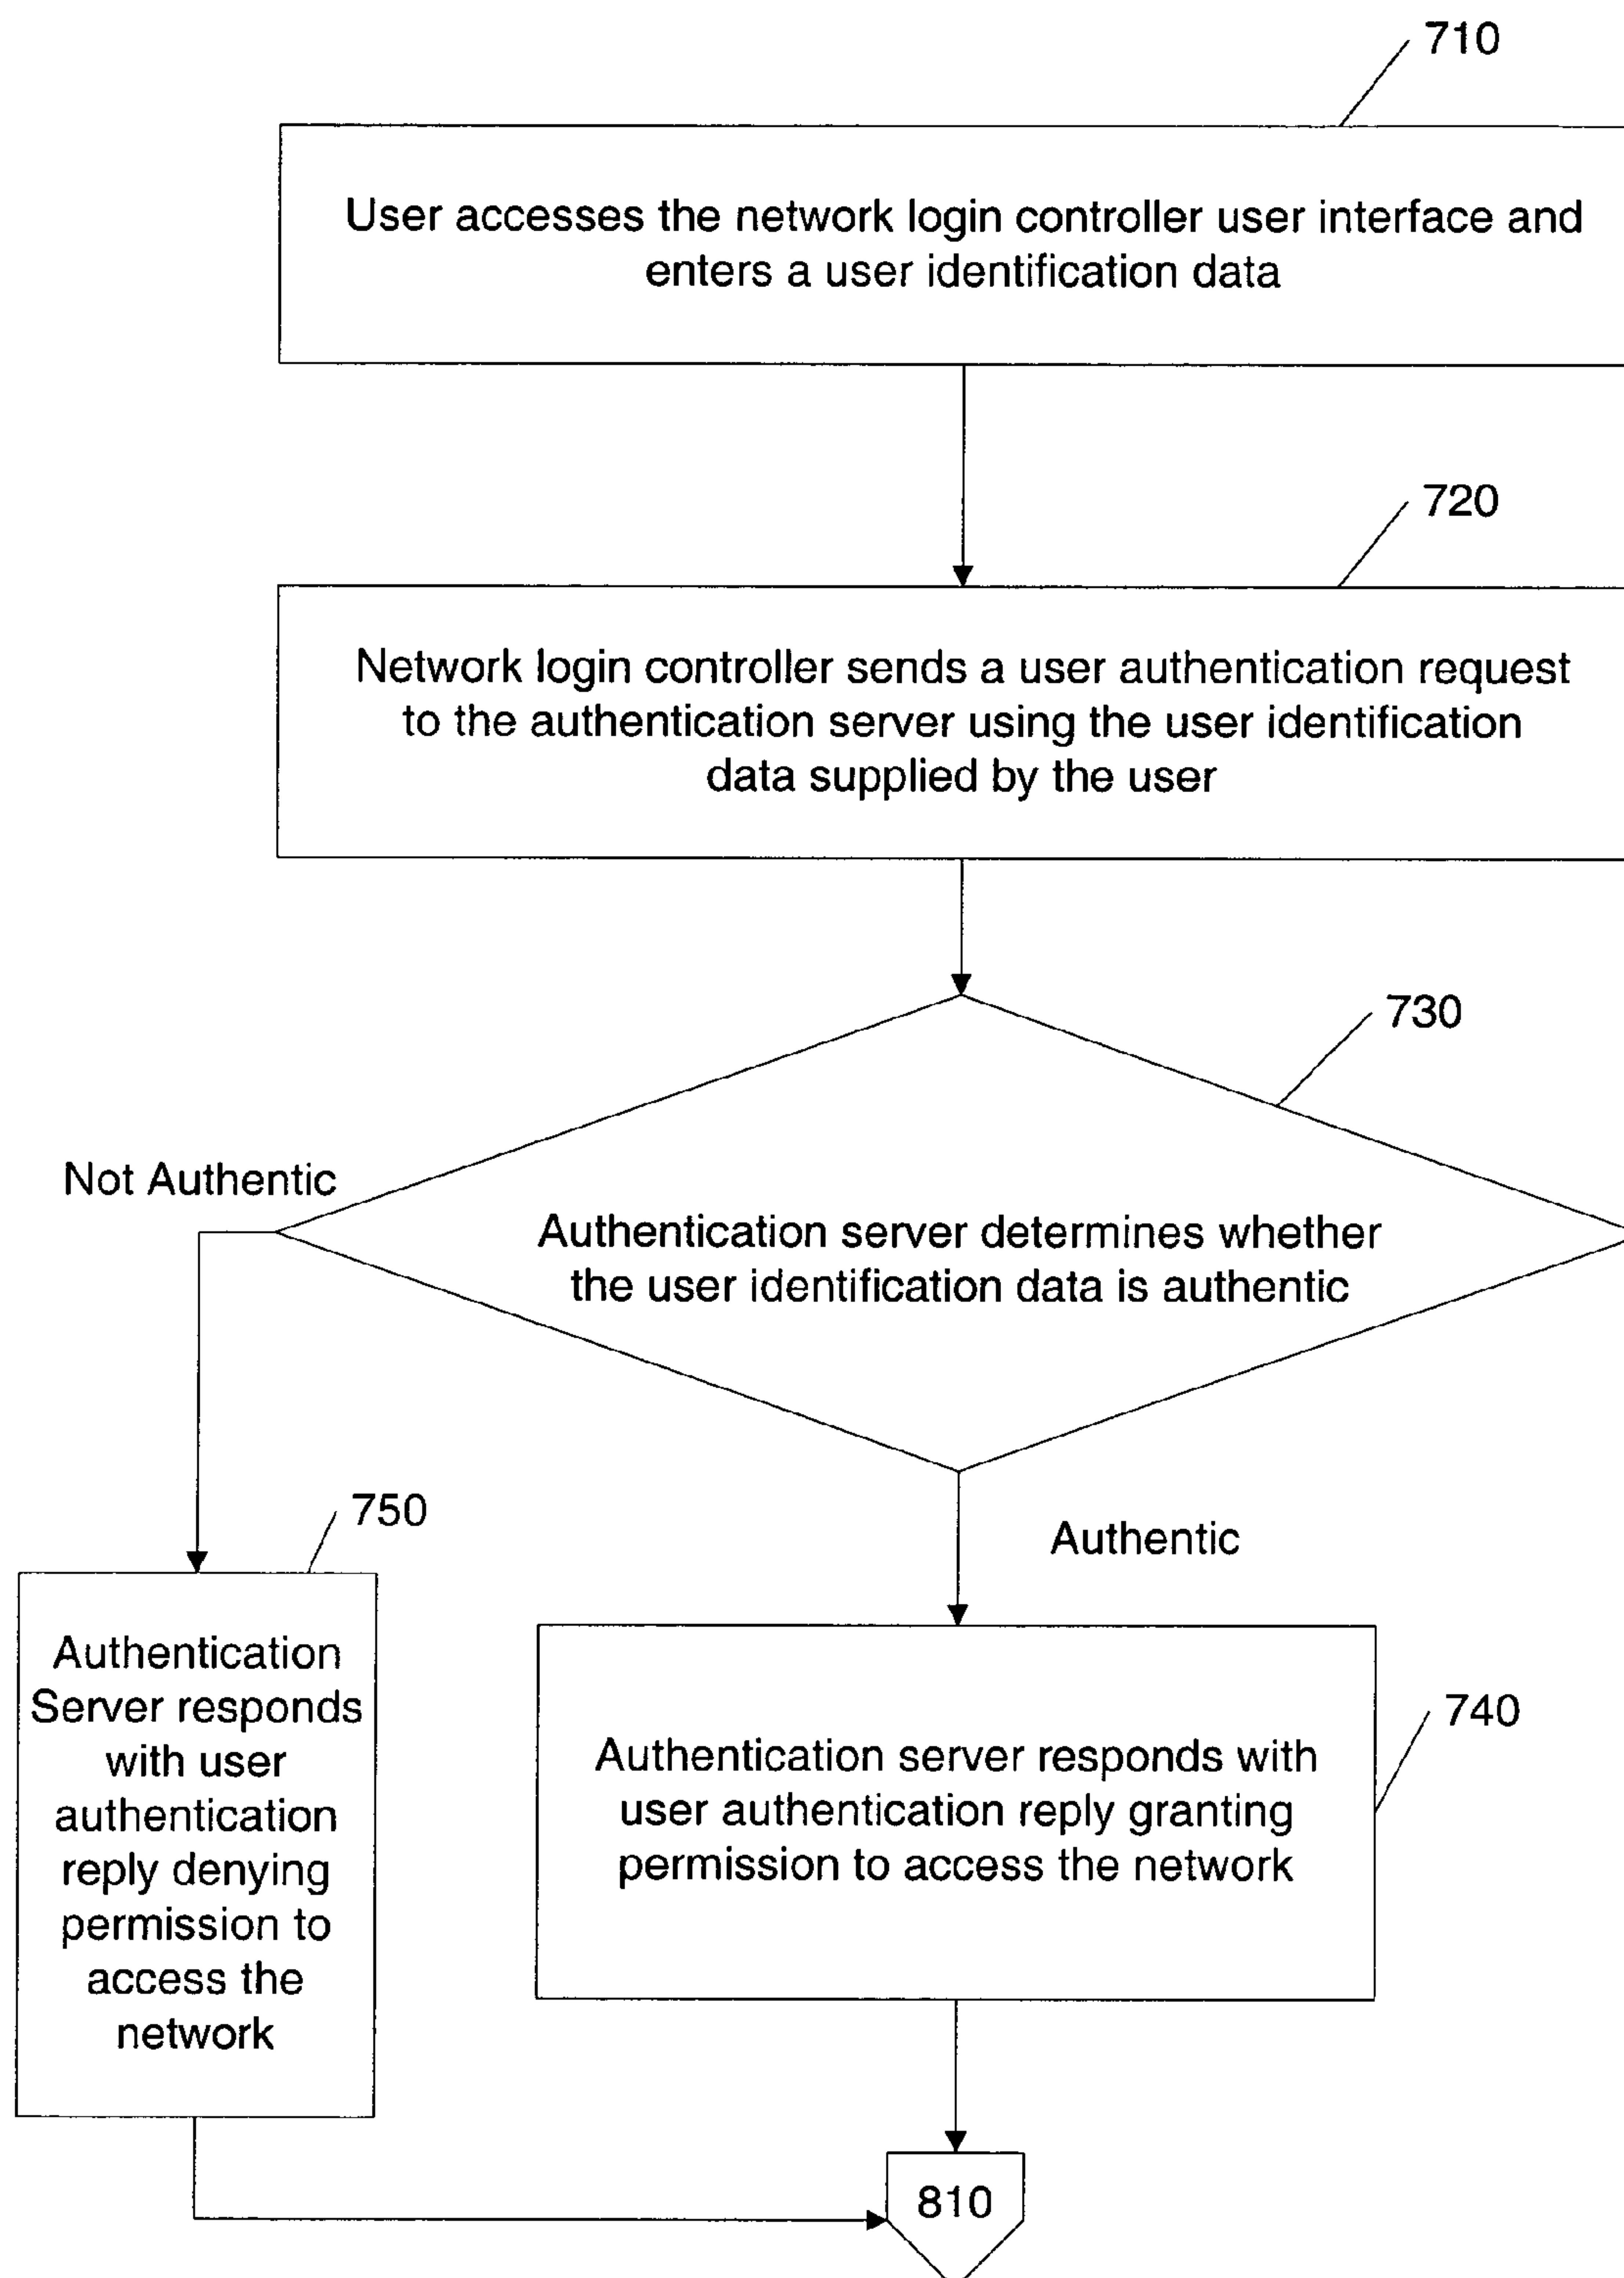 710
User accesses the network login controller user interface and
enters a user identification data
720
Network login controller sends a user authentication request
to the authentication server using the user identification
data supplied by the user
730
Not Authentic
Authentication server determines whether
the user identification data is authentic
750
Authentic
Authentication
Server responds
with user
authentication
reply denying
permission to
access the
network
740
Authentication server responds with
user authentication reply granting
permission to access the network
810